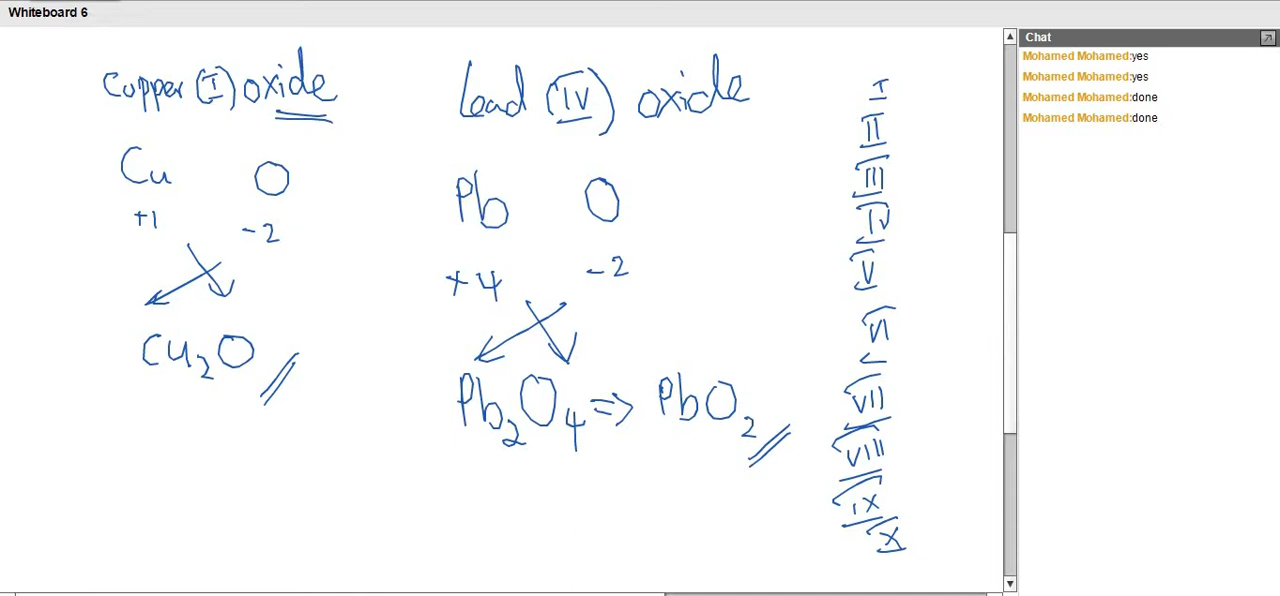 Whiteboard 6
Copper (I) oxide
Cu O
+1 -2
Cu2O
Lead (IV) oxide
Pb O
+4 -2
Pb2O4 => PbO2
I
II
III
IV
V
VI
VII
VIII
IX
X
Chat
Mohamed Mohamed:yes
Mohamed Mohamed:yes
Mohamed Mohamed:done
Mohamed Mohamed:done